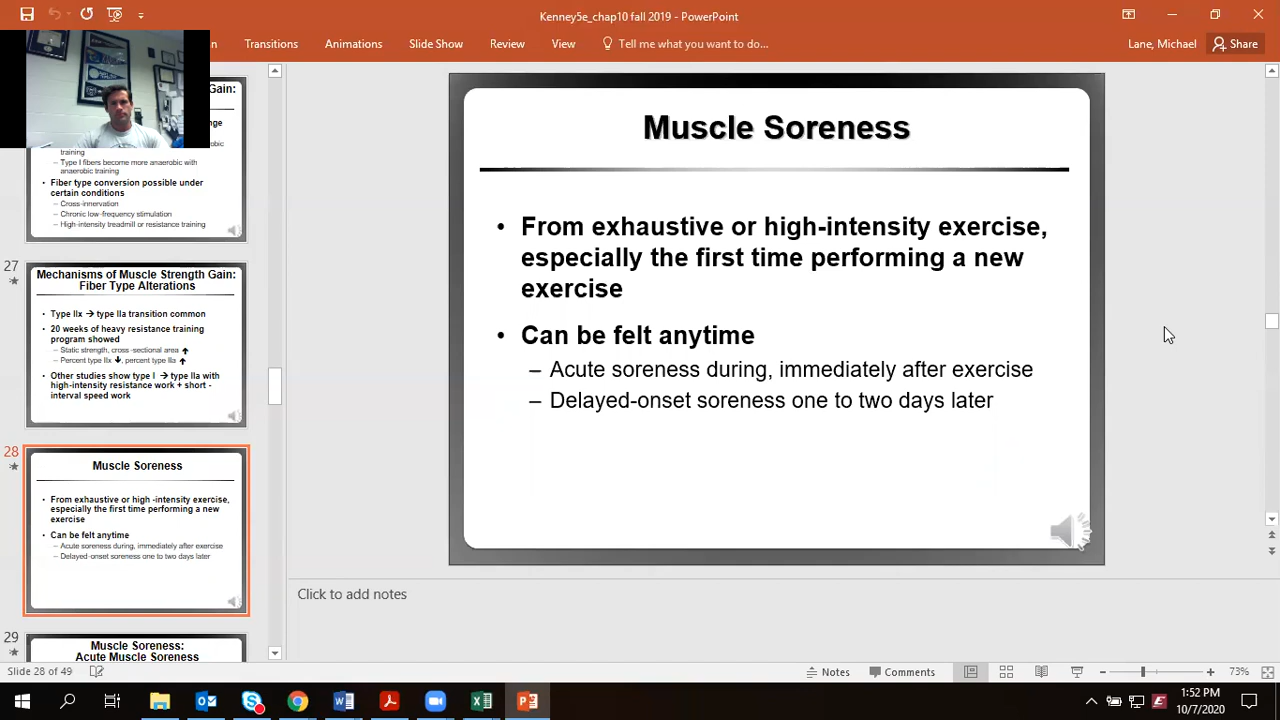 Kenney5e_chap10 fall 2019 - PowerPoint
Transitions
Animations
Slide Show
Review
View
Tell me what you want to do...
Lane, Michael
Share
Gain:
nge
obic
training
– Type I fibers become more anaerobic with
anaerobic training
• Fiber type conversion possible under
certain conditions
– Cross-innervation
– Chronic low-frequency stimulation
– High-intensity treadmill or resistance training
27
Mechanisms of Muscle Strength Gain:
Fiber Type Alterations
• Type IIx → type IIa transition common
• 20 weeks of heavy resistance training
program showed
– Static strength, cross-sectional area ↑
– Percent type IIx ↓, percent type IIa ↑
• Other studies show type I → type IIa with
high-intensity resistance work + short-
interval speed work
28
Muscle Soreness
• From exhaustive or high-intensity exercise,
especially the first time performing a new
exercise
• Can be felt anytime
– Acute soreness during, immediately after exercise
– Delayed-onset soreness one to two days later
29
Muscle Soreness:
Acute Muscle Soreness
Muscle Soreness
• From exhaustive or high-intensity exercise,
especially the first time performing a new
exercise
• Can be felt anytime
– Acute soreness during, immediately after exercise
– Delayed-onset soreness one to two days later
Click to add notes
Slide 28 of 49
Notes
Comments
73%
1:52 PM
10/7/2020